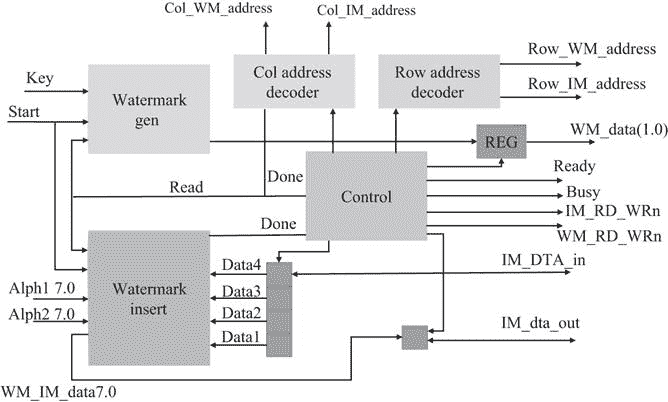 Col_WM_address
Col_IM_address
Key
Start
Watermark
gen
Col address
decoder
Row address
decoder
Row_WM_address
Row_IM_address
REG
WM_data(1.0)
Done
Read
Control
Ready
Busy
IM_RD_WRn
WM_RD_WRn
Done
Data4
Data3
Data2
Data1
IM_DTA_in
Alph1 7.0
Alph2 7.0
Watermark
insert
IM_dta_out
WM_IM_data7.0